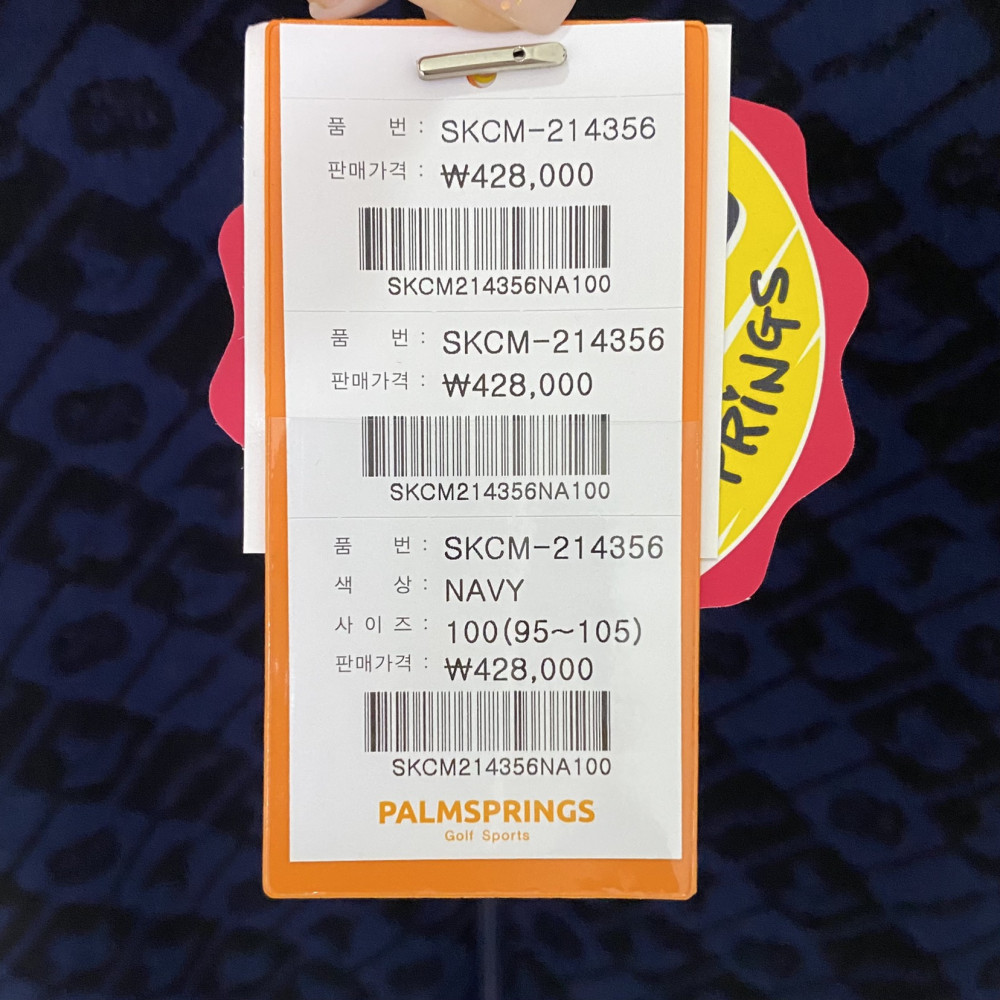 품 번 : SKCM-214356
판매가격 : ₩428,000
SKCM214356NA100
품 번 : SKCM-214356
판매가격 : ₩428,000
SKCM214356NA100
품 번 : SKCM-214356
색 상 : NAVY
사 이 즈 : 100(95~105)
판매가격 : ₩428,000
SKCM214356NA100
PALMSPRINGS
Golf Sports
PRiNGS